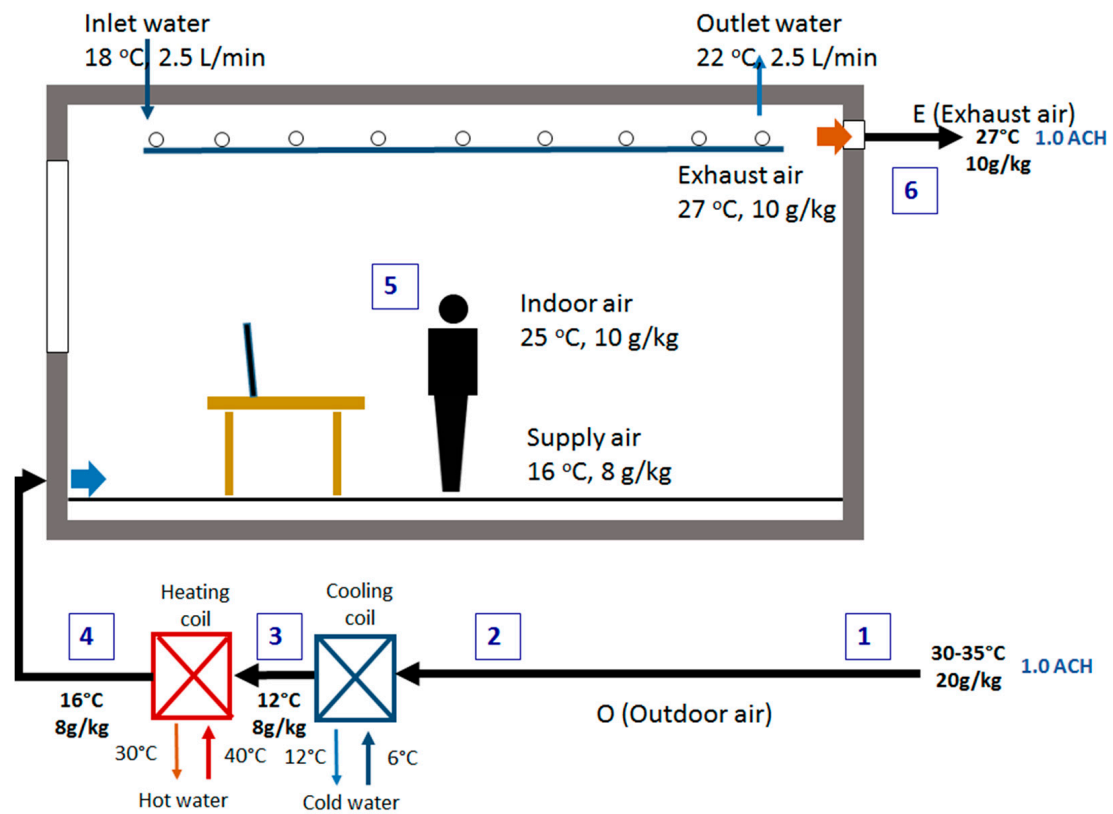 Inlet water
18 °C, 2.5 L/min
Outlet water
22 °C, 2.5 L/min
E (Exhaust air)
27°C
1.0 ACH
10g/kg
6
Exhaust air
27 °C, 10 g/kg
5
Indoor air
25 °C, 10 g/kg
Supply air
16 °C, 8 g/kg
Heating
coil
Cooling
coil
4
3
2
1
30-35°C
20g/kg
1.0 ACH
16°C
8g/kg
12°C
8g/kg
O (Outdoor air)
30°C
40°C
12°C
6°C
Hot water
Cold water